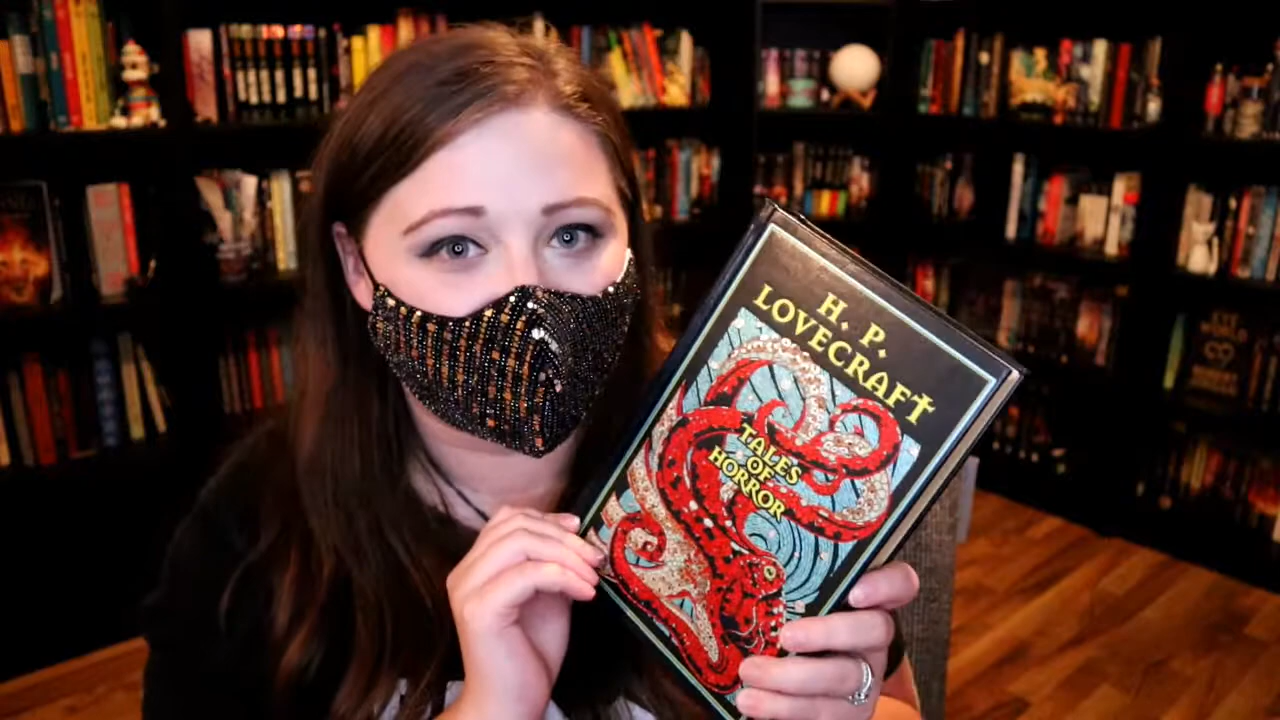 H. P.
LOVECRAFT
TALES
OF
HORROR